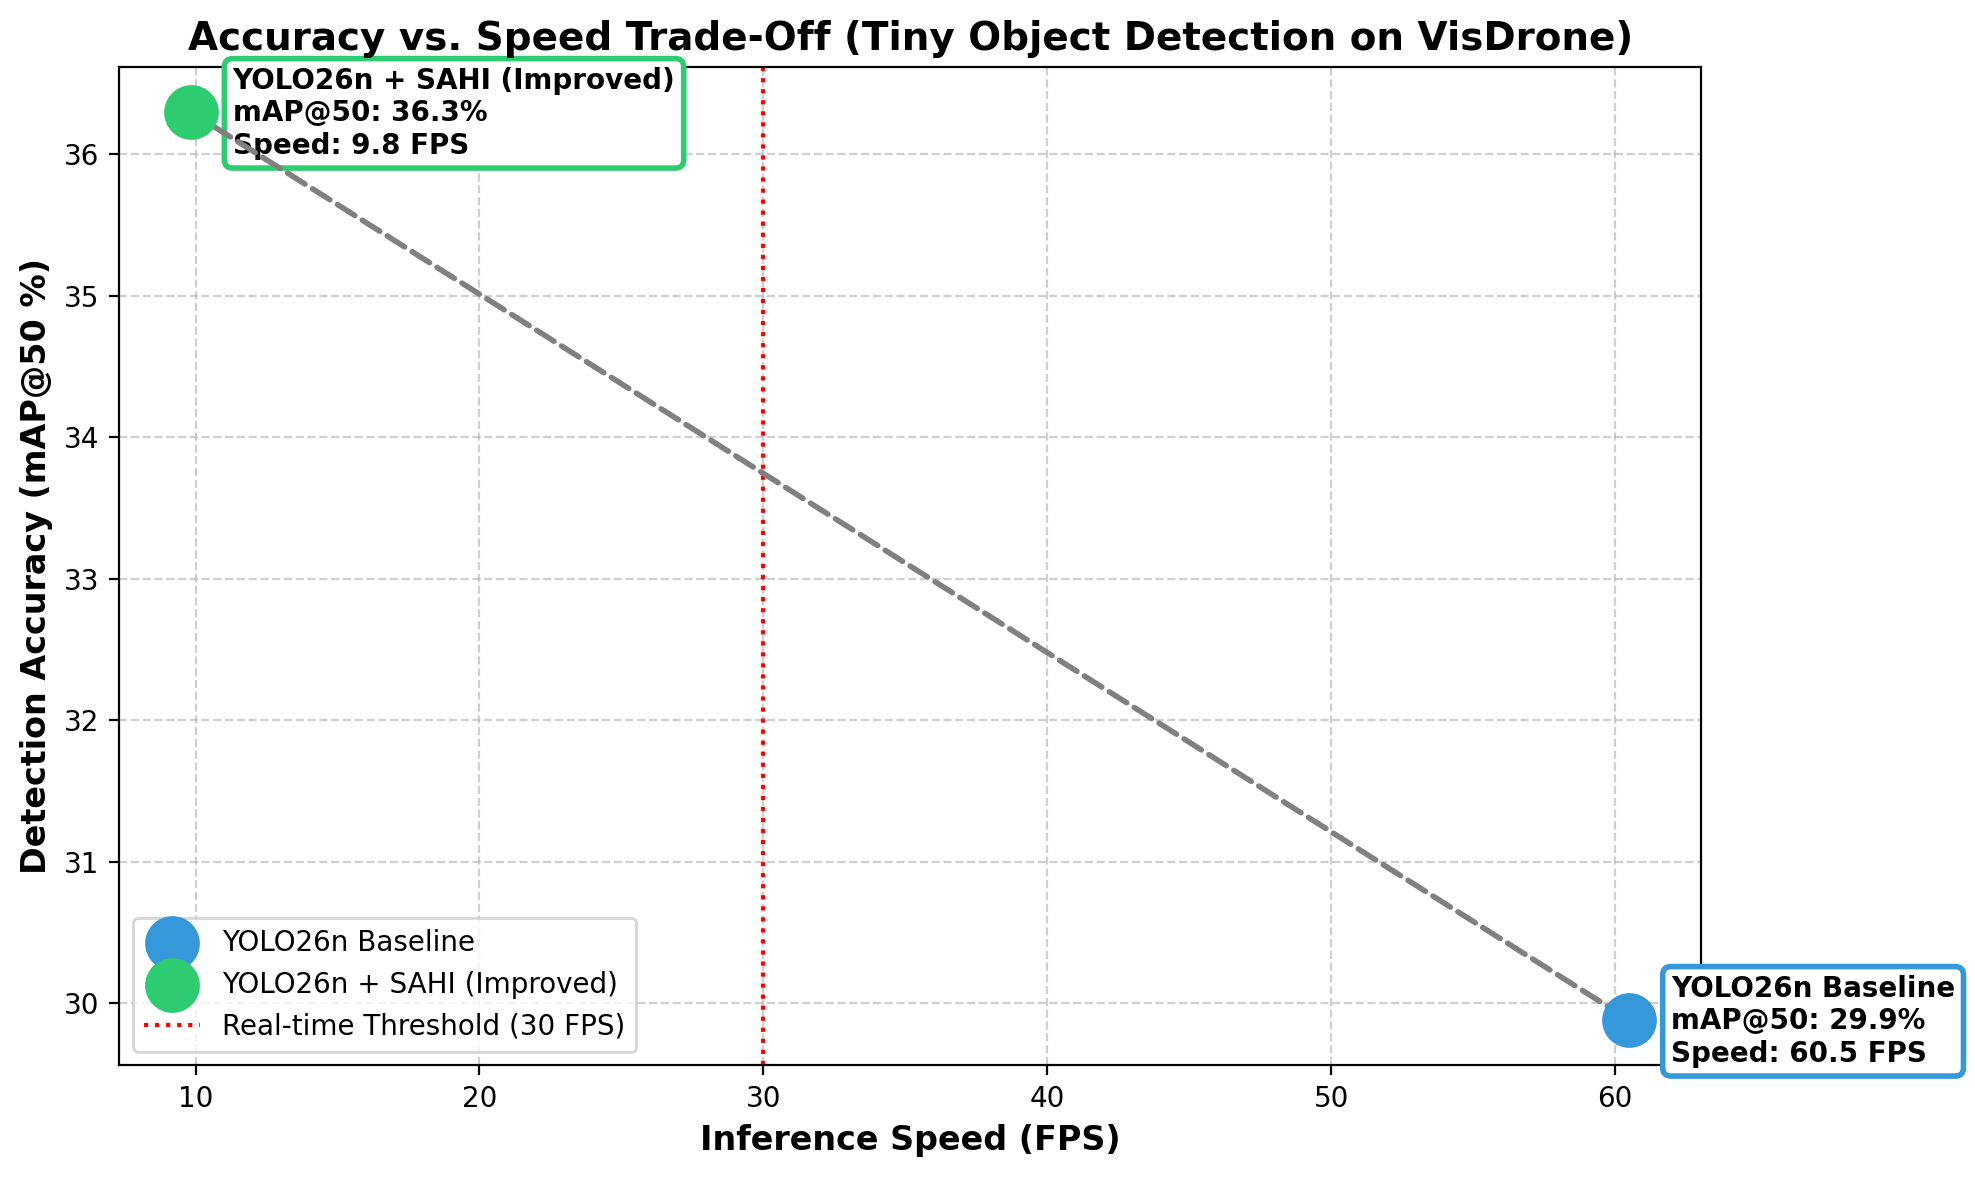 Accuracy vs. Speed Trade-Off (Tiny Object Detection on VisDrone)
YOLO26n + SAHI (Improved)
mAP@50: 36.3%
Speed: 9.8 FPS
Detection Accuracy (mAP@50 %)
36
35
34
33
32
31
30
YOLO26n Baseline
YOLO26n + SAHI (Improved)
Real-time Threshold (30 FPS)
YOLO26n Baseline
mAP@50: 29.9%
Speed: 60.5 FPS
10 20 30 40 50 60
Inference Speed (FPS)